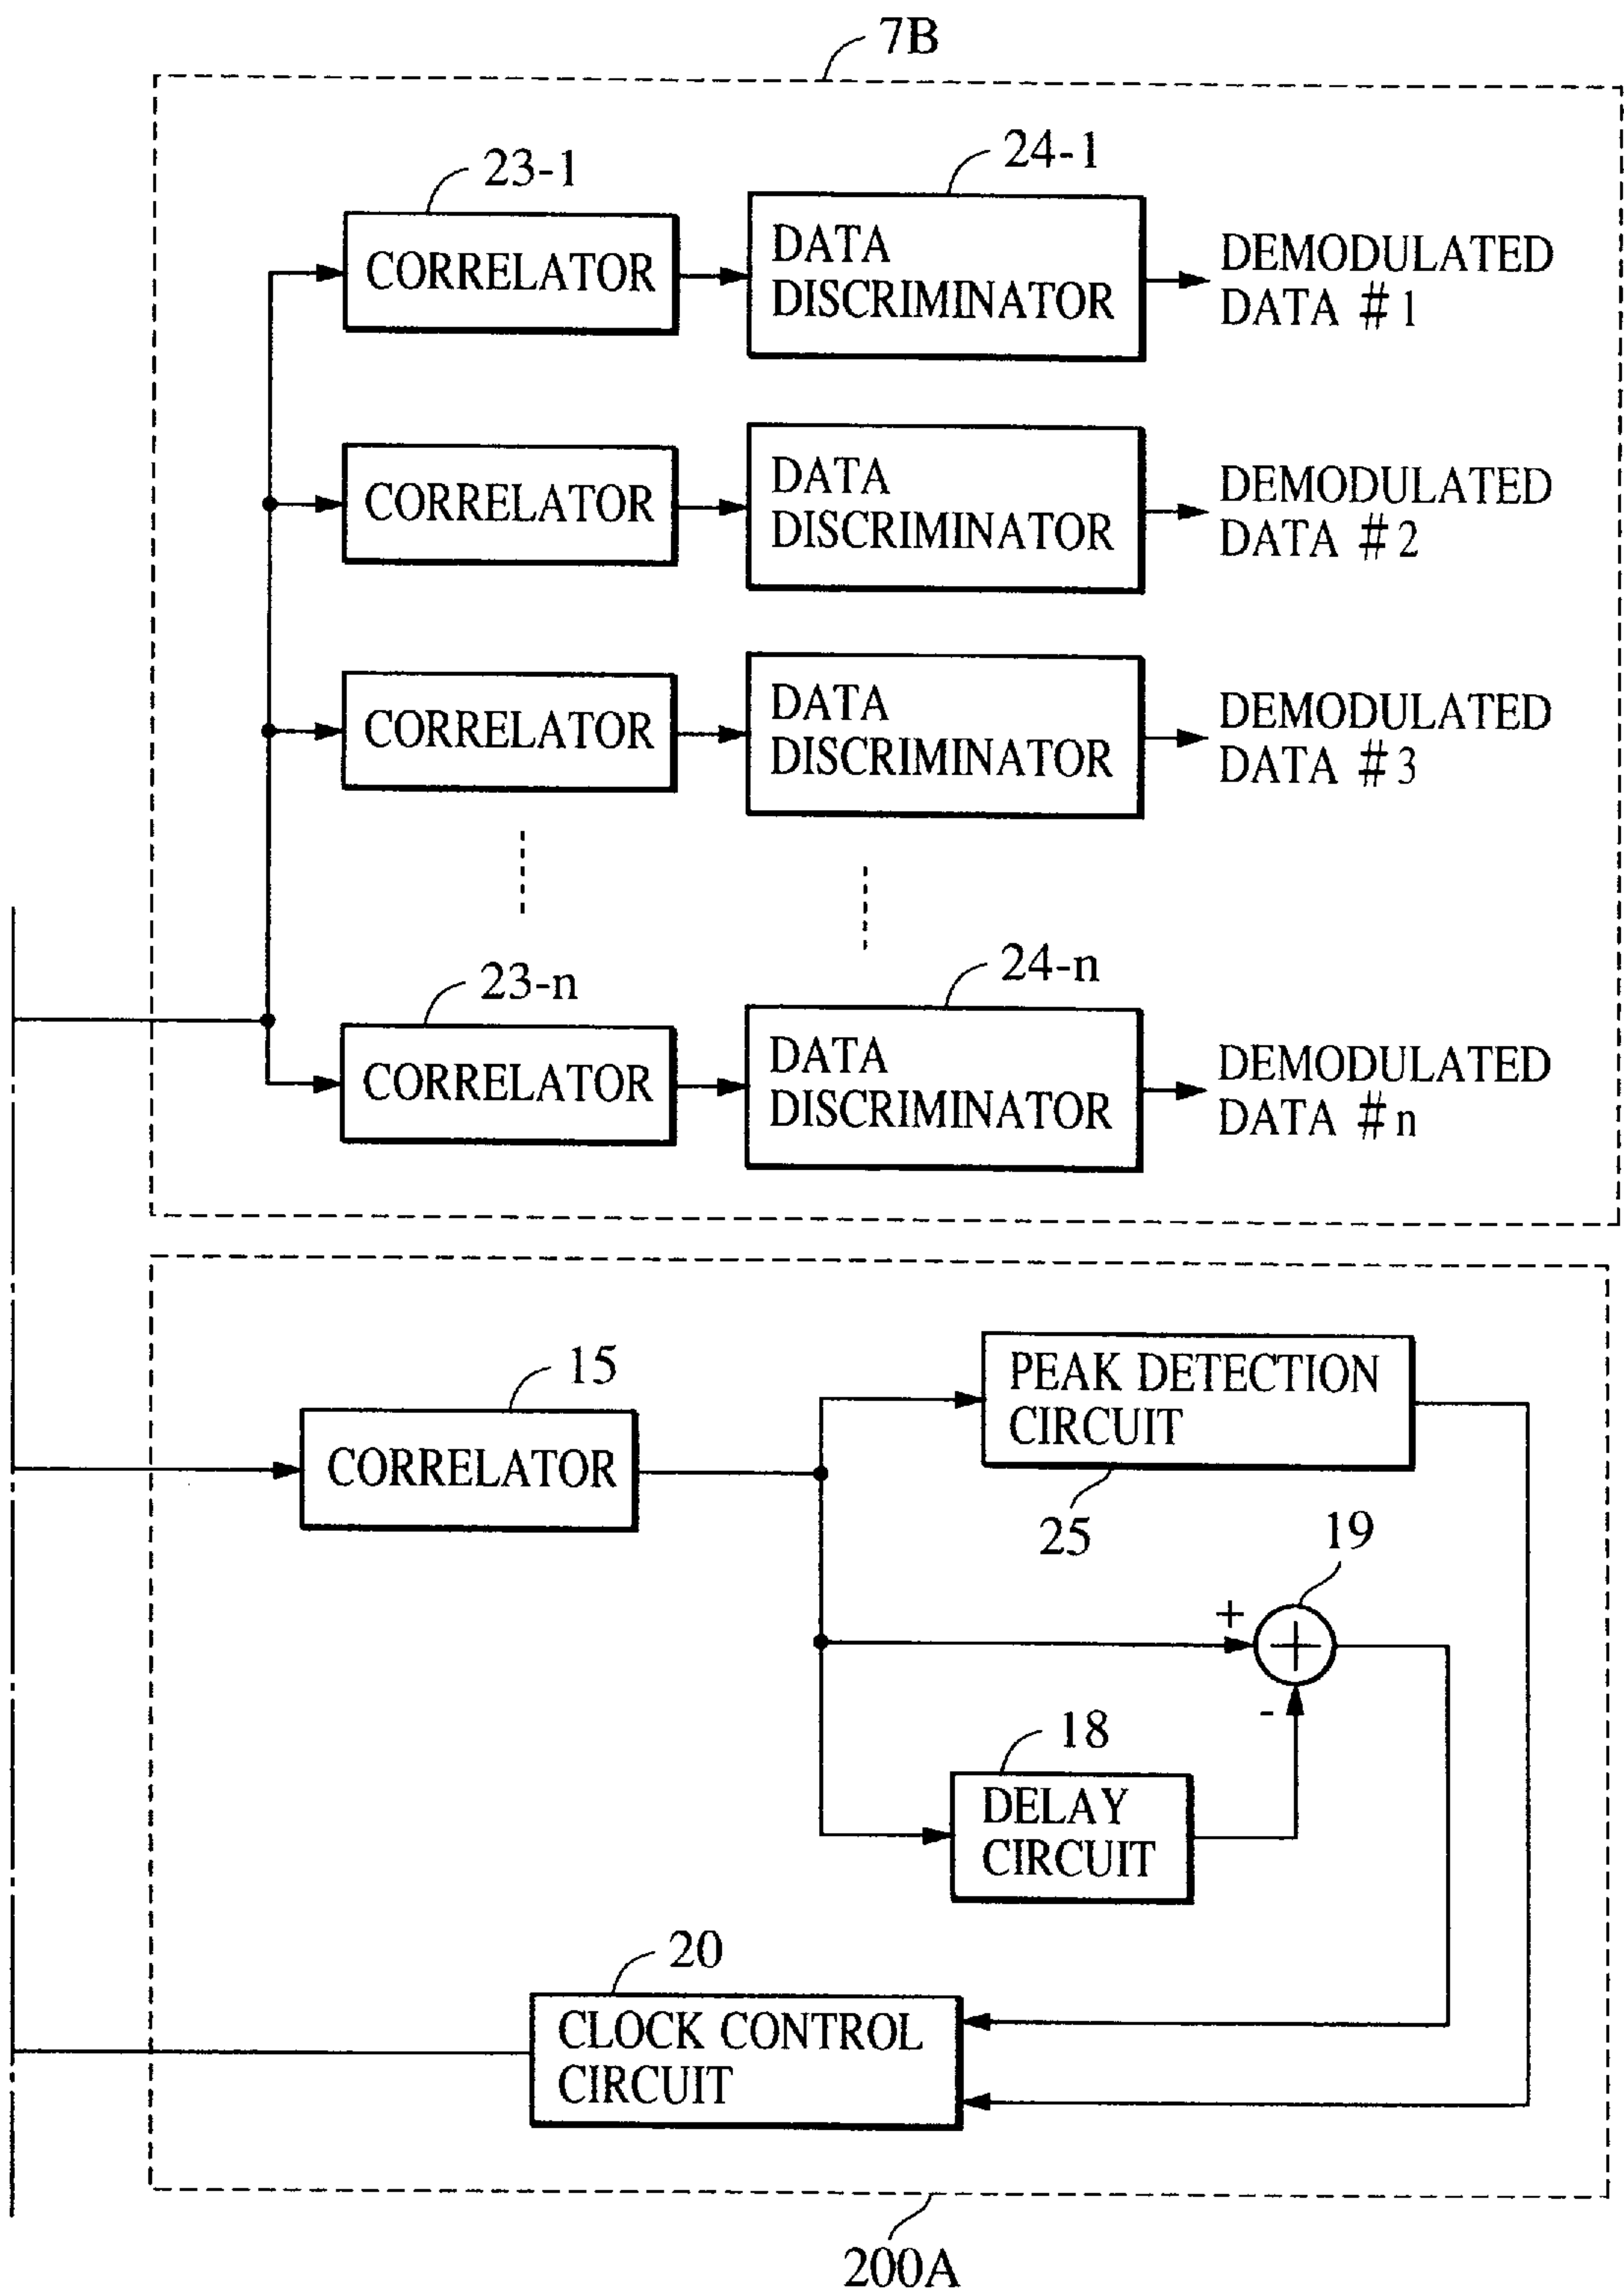 7B
23-1
24-1
CORRELATOR
DATA
DISCRIMINATOR
DEMODULATED
DATA #1
CORRELATOR
DATA
DISCRIMINATOR
DEMODULATED
DATA #2
CORRELATOR
DATA
DISCRIMINATOR
DEMODULATED
DATA #3
23-n
24-n
CORRELATOR
DATA
DISCRIMINATOR
DEMODULATED
DATA #n
15
CORRELATOR
PEAK DETECTION
CIRCUIT
25
19
+
-
18
DELAY
CIRCUIT
20
CLOCK CONTROL
CIRCUIT
200A